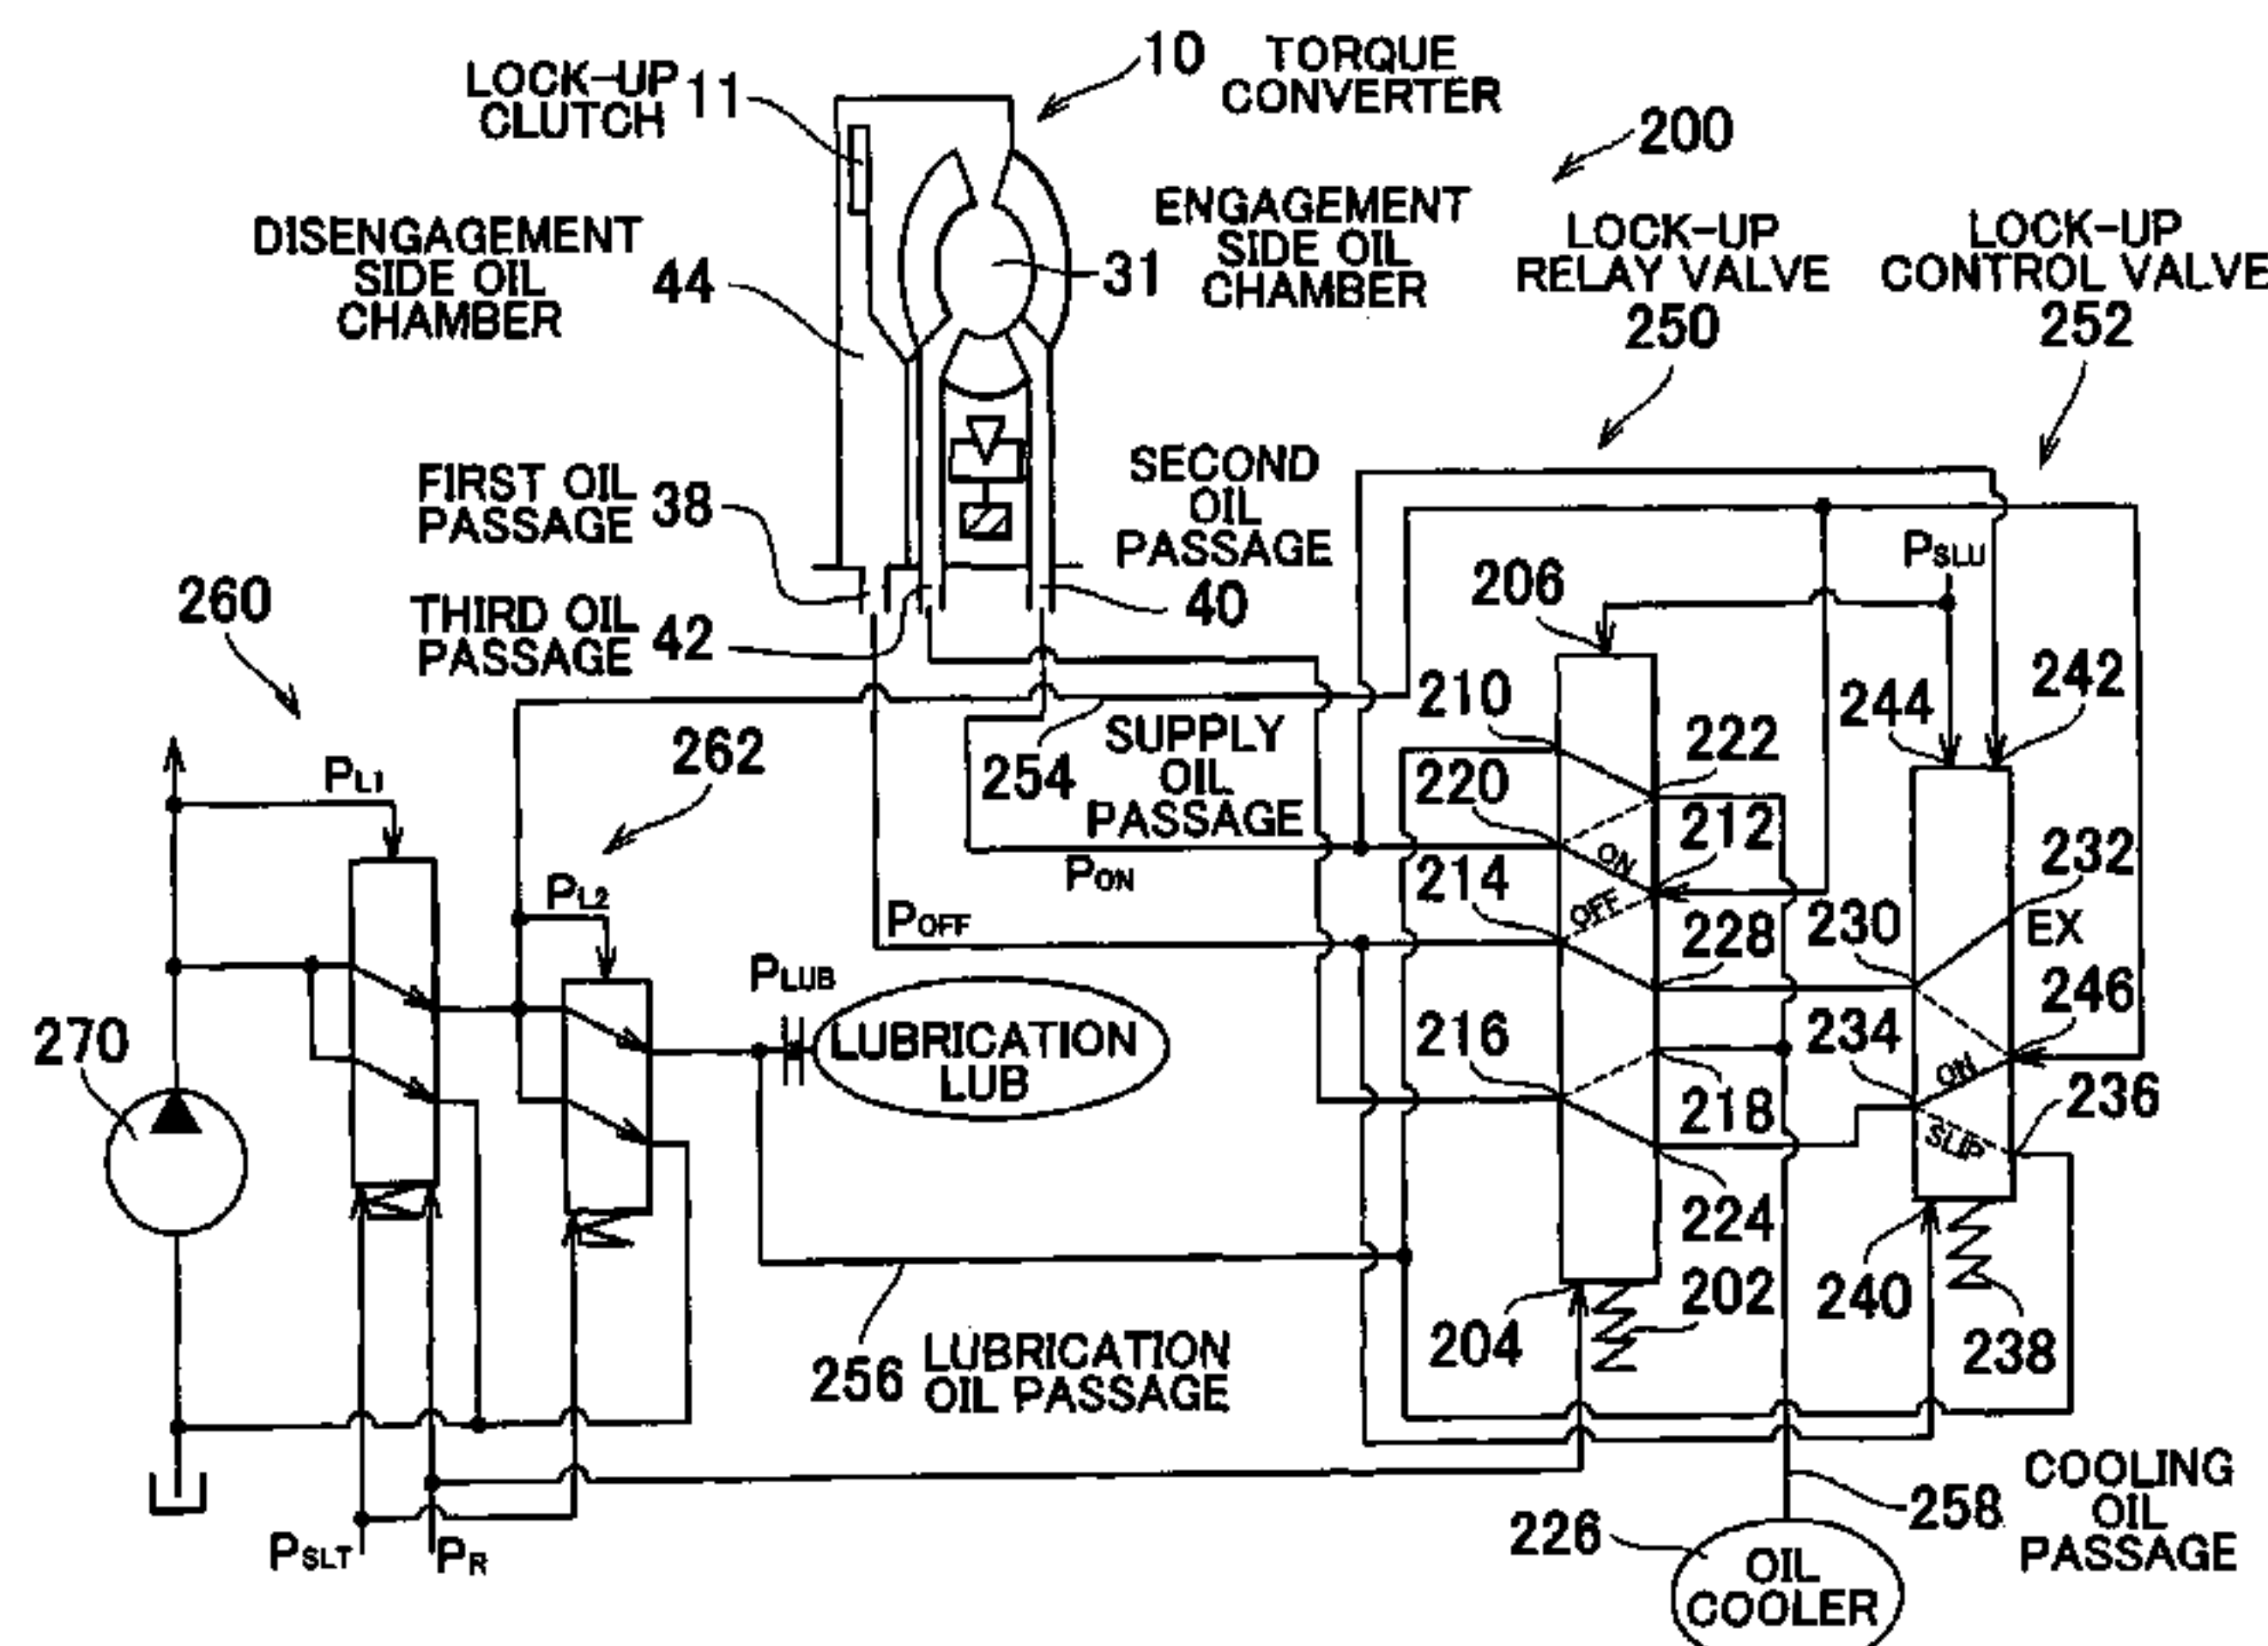 LOCK-UP
CLUTCH 11
10 TORQUE
CONVERTER
200
DISENGAGEMENT
SIDE OIL
CHAMBER
44
31
ENGAGEMENT
SIDE OIL
CHAMBER
LOCK-UP
RELAY VALVE
250
LOCK-UP
CONTROL VALVE
252
FIRST OIL
PASSAGE 38
SECOND
OIL
PASSAGE
40
THIRD OIL
PASSAGE 42
260
262
PSLU
206
210
244
242
254
SUPPLY
OIL
PASSAGE
220
222
212
214
232
PL1
PL2
PON
POFF
ON
OFF
228
230
EX
246
270
PLUB
LUBRICATION
LUB
216
218
234
ON
SLIP
236
224
202
204
240
238
256
LUBRICATION
OIL PASSAGE
PSLT
PR
226
OIL
COOLER
258
COOLING
OIL
PASSAGE